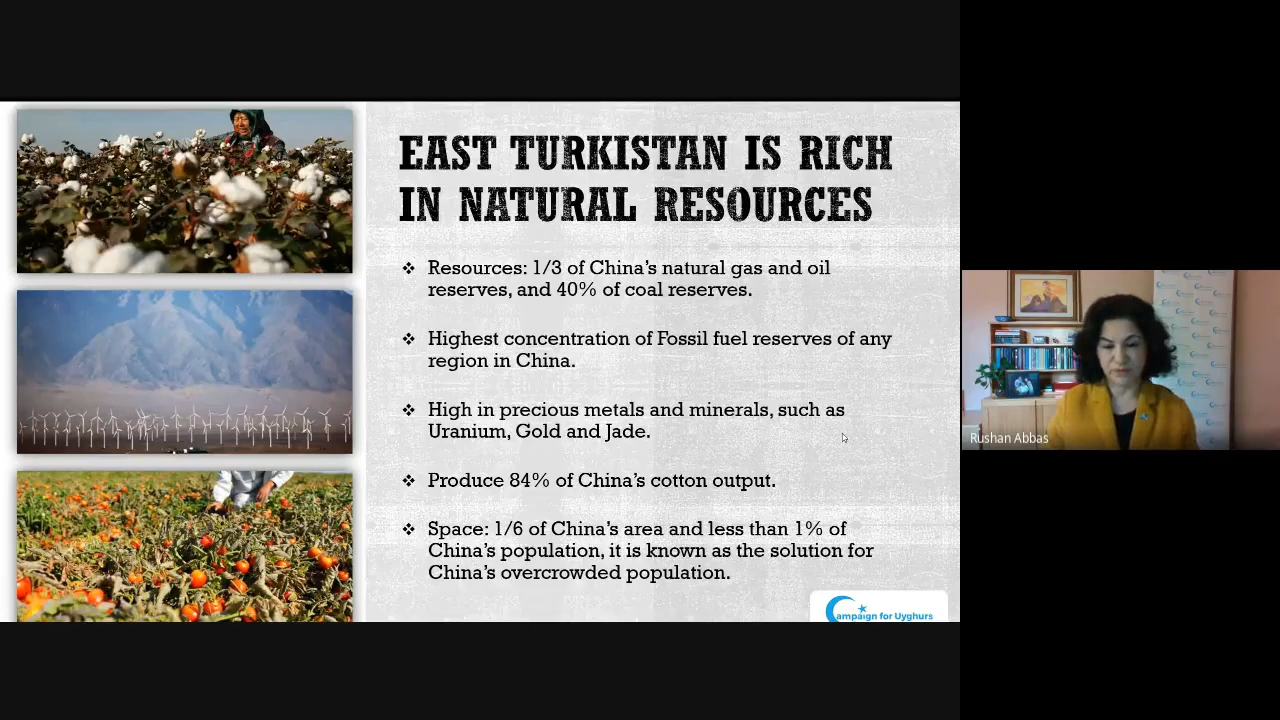 EAST TURKISTAN IS RICH
IN NATURAL RESOURCES
❖ Resources: 1/3 of China's natural gas and oil
reserves, and 40% of coal reserves.
❖ Highest concentration of Fossil fuel reserves of any
region in China.
❖ High in precious metals and minerals, such as
Uranium, Gold and Jade.
❖ Produce 84% of China's cotton output.
❖ Space: 1/6 of China's area and less than 1% of
China's population, it is known as the solution for
China's overcrowded population.
Campaign for Uyghurs
Rushan Abbas